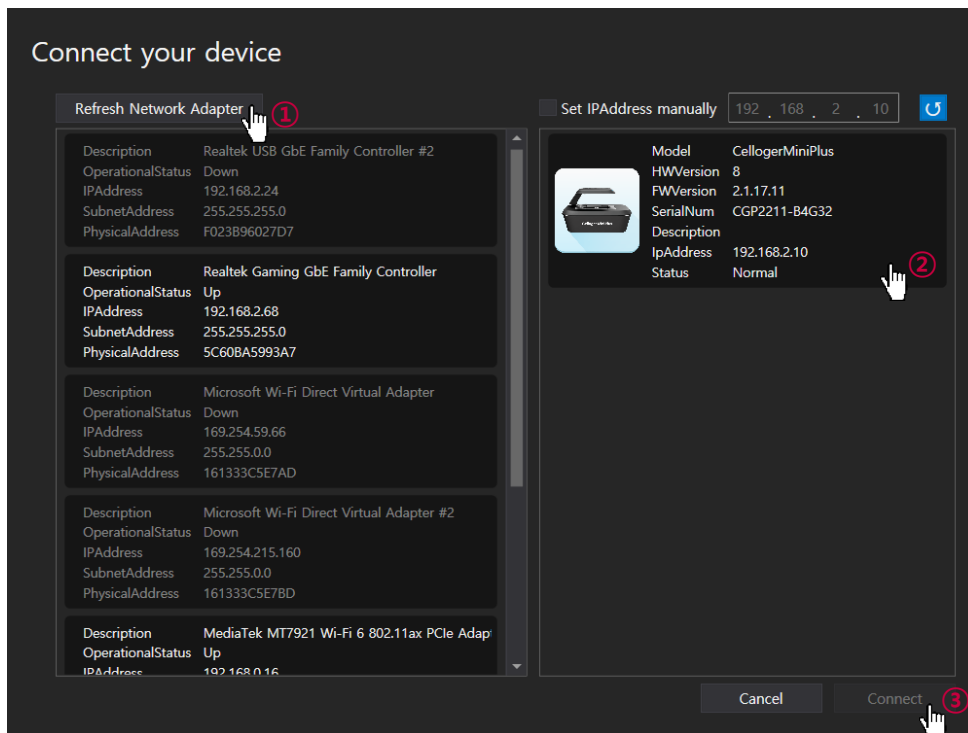 Connect your device
Refresh Network Adapter
①
Description Realtek USB GbE Family Controller #2
OperationalStatus Down
IPAddress 192.168.2.24
SubnetAddress 255.255.255.0
PhysicalAddress F023B96027D7
Description Realtek Gaming GbE Family Controller
OperationalStatus Up
IPAddress 192.168.2.68
SubnetAddress 255.255.255.0
PhysicalAddress 5C60BA5993A7
Description Microsoft Wi-Fi Direct Virtual Adapter
OperationalStatus Down
IPAddress 169.254.59.66
SubnetAddress 255.255.0.0
PhysicalAddress 161333C5E7AD
Description Microsoft Wi-Fi Direct Virtual Adapter #2
OperationalStatus Down
IPAddress 169.254.215.160
SubnetAddress 255.255.0.0
PhysicalAddress 161333C5E7BD
Description MediaTek MT7921 Wi-Fi 6 802.11ax PCIe Adap
OperationalStatus Up
IPAddress 192.168.0.16
Set IPAddress manually 192 . 168 . 2 . 10
Model CellogerMiniPlus
HWVersion 8
FWVersion 2.1.17.11
SerialNum CGP2211-B4G32
Description
IpAddress 192.168.2.10
Status Normal
②
Cancel
Connect
③